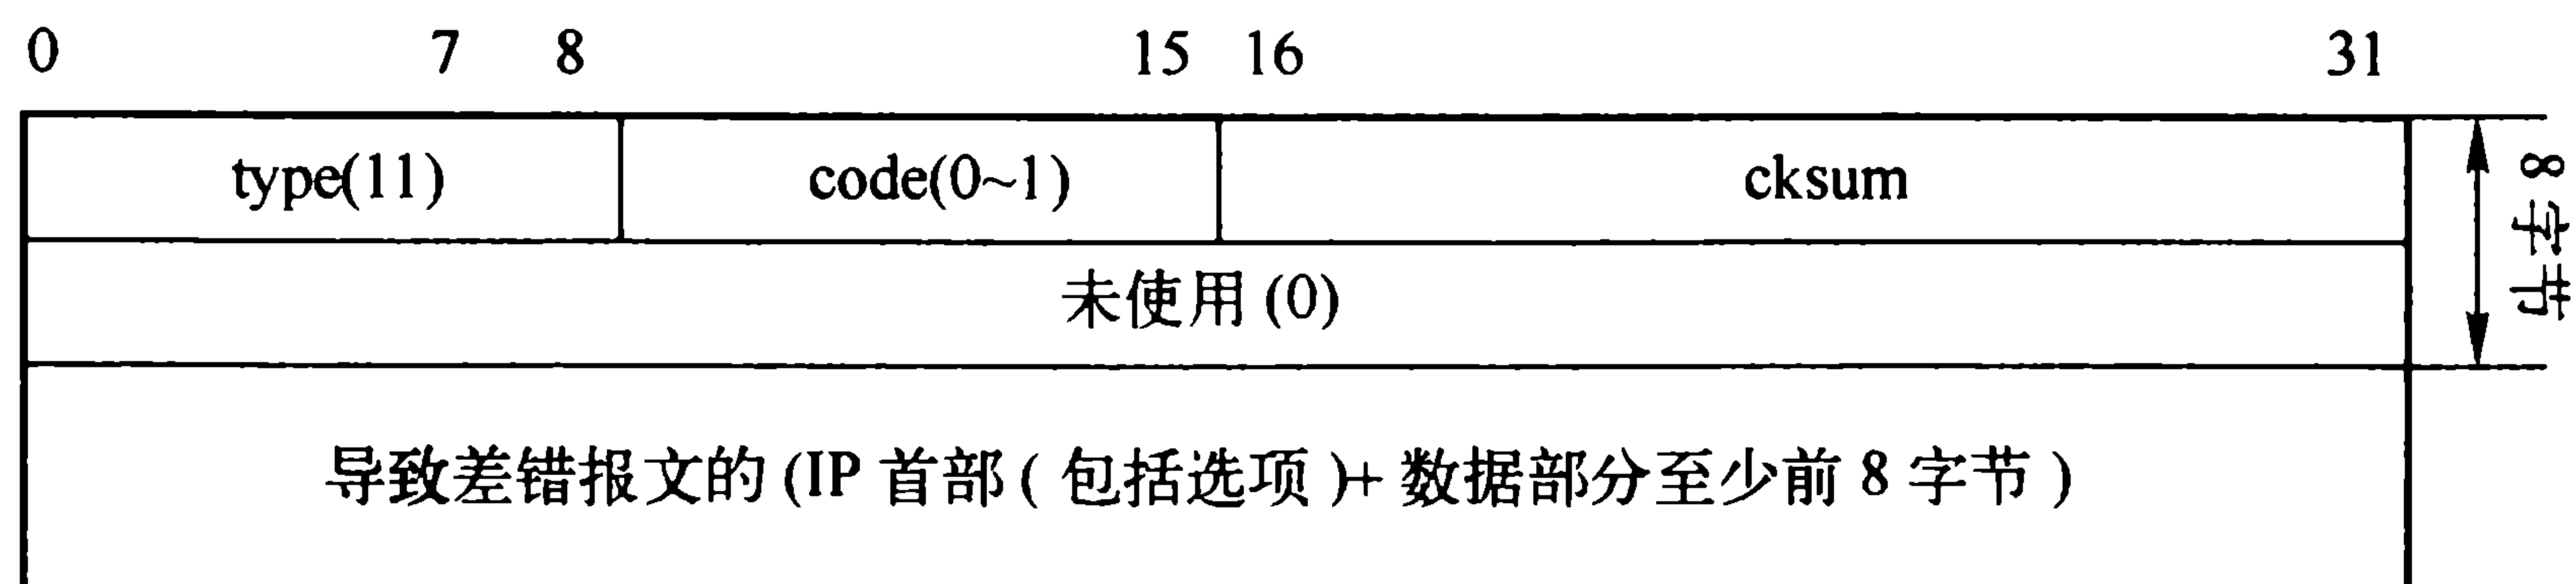 0 7 8 15 16 31
type(11) code(0~1) cksum
8字节
未使用(0)
导致差错报文的(IP首部(包括选项)+数据部分至少前8字节)